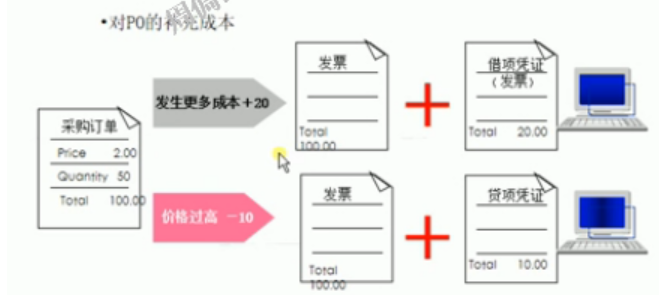 •对PO的补充成本
发票
Total
100.00
借项凭证
(发票)
Total 20.00
发生更多成本+20
采购订单
Price 2.00
Quantity 50
Total 100.00
价格过高 -10
发票
Total
100.00
贷项凭证
Total 10.00